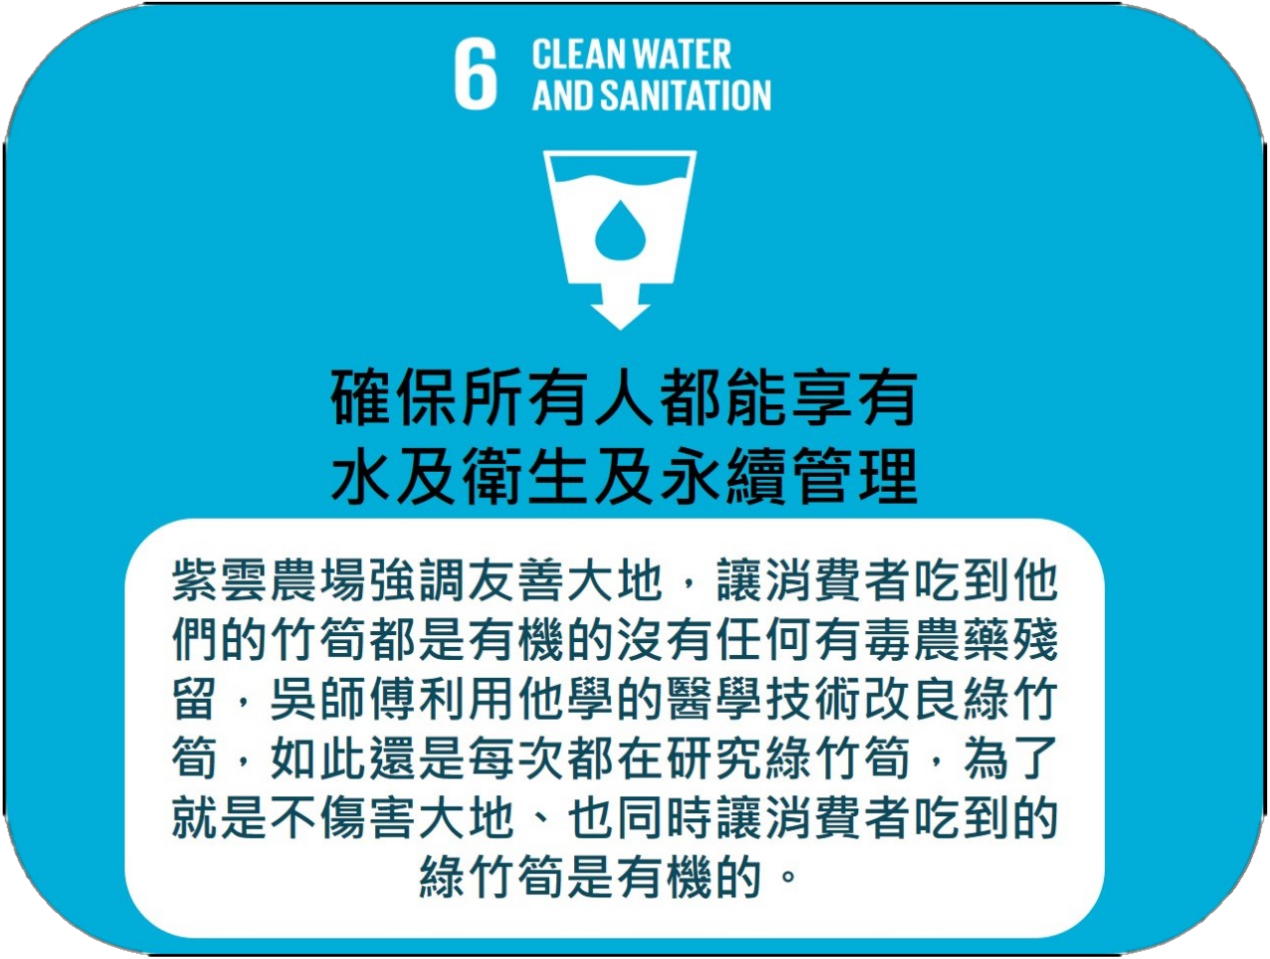 6
CLEAN WATER
AND SANITATION
確保所有人都能享有
水及衛生及永續管理
紫雲農場強調友善大地，讓消費者吃到他
們的竹筍都是有機的沒有任何有毒農藥殘
留，吳師傅利用他學的醫學技術改良綠竹
筍，如此還是每次都在研究綠竹筍，為了
就是不傷害大地、也同時讓消費者吃到的
綠竹筍是有機的。